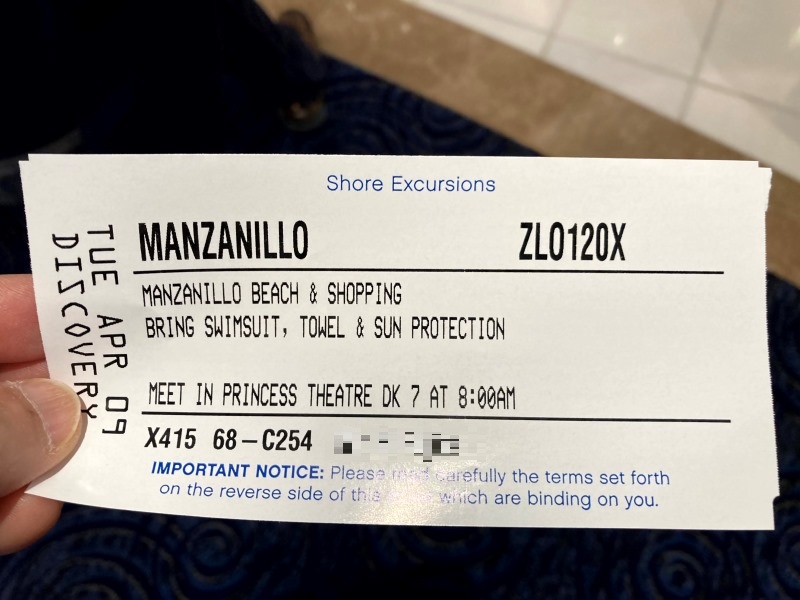 Shore Excursions
MANZANILLO ZLO120X
MANZANILLO BEACH & SHOPPING
BRING SWIMSUIT, TOWEL & SUN PROTECTION
MEET IN PRINCESS THEATRE DK 7 AT 8:00AM
X415 68-C254
IMPORTANT NOTICE: Please read carefully the terms set forth
on the reverse side of this which are binding on you.
TUE APR 09
DISCOVERY